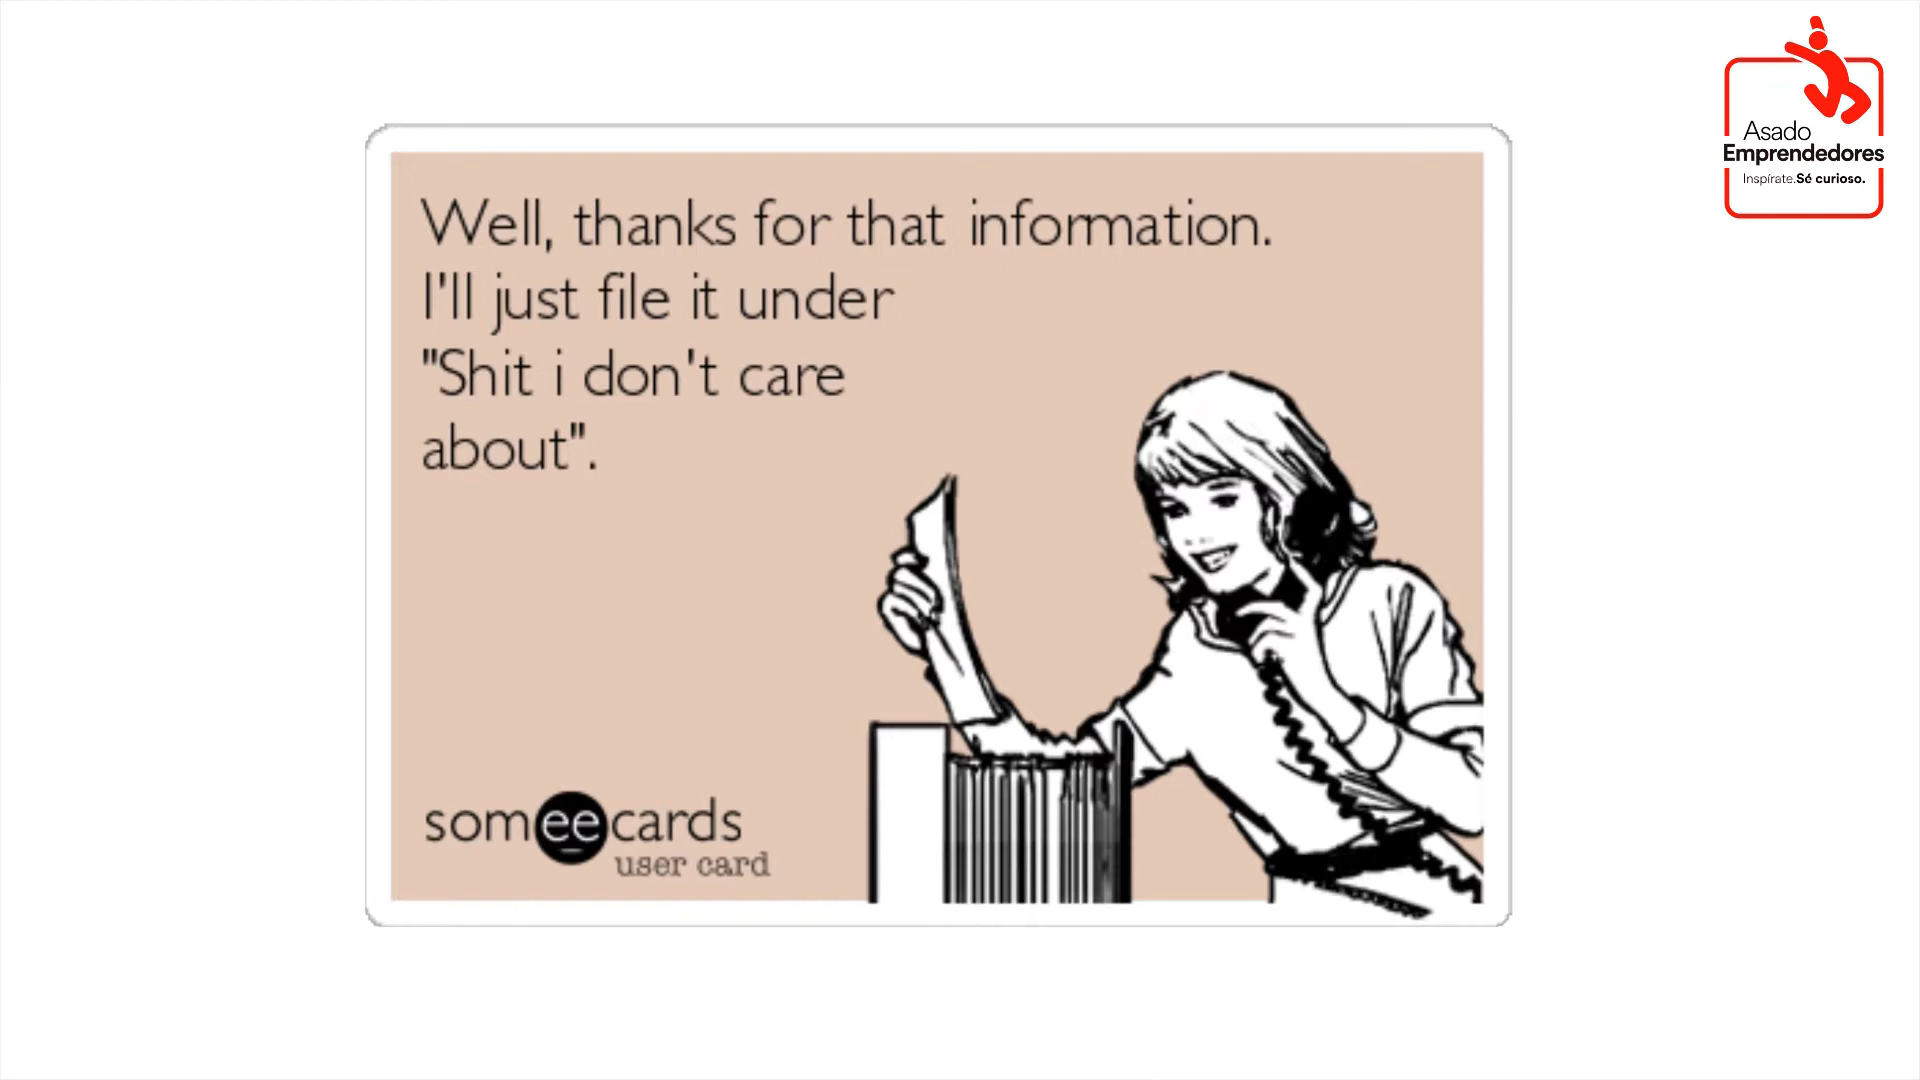 Well, thanks for that information.
I'll just file it under
"Shit i don't care
about".
someecards
user card
Asado
Emprendedores
Inspírate.Sé curioso.